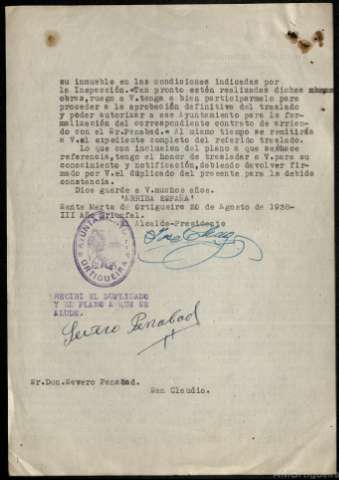 su inmueble en las condiciones indicadas por
la Inspección.-Tan pronto estén realizadas dichas
obras, ruego a V. tenga a bien participármelo para
proceder a la aprobación definitiva del traslado
y poder autorizar a ese Ayuntamiento para la for-
malización del correspondiente contrato de arrien-
do con el Sr. Penabad.- Al mismo tiempo se remitiría
a V. el expediente completo del referido traslado.
Lo que con inclusión del plano a que se hace
referencia, tengo el honor de trasladar a V. para su
conocimiento y notificación, debiendo devolver fir-
mado por V. el duplicado del presente para la debida
constancia.
Dios guarde a V. muchos años.
'ARRIBA ESPAÑA'
Santa Marta de Ortigueira 20 de Agosto de 1938-
III Año Triunfal.
Alcalde-Presidente
ORTIGUEIRA
RECIBI EL DUPLICADO
Y EL PLANO A QUE SE
ALUDE.
Severo Penabad
Sr. Don. Severo Penabad.
San Claudio.